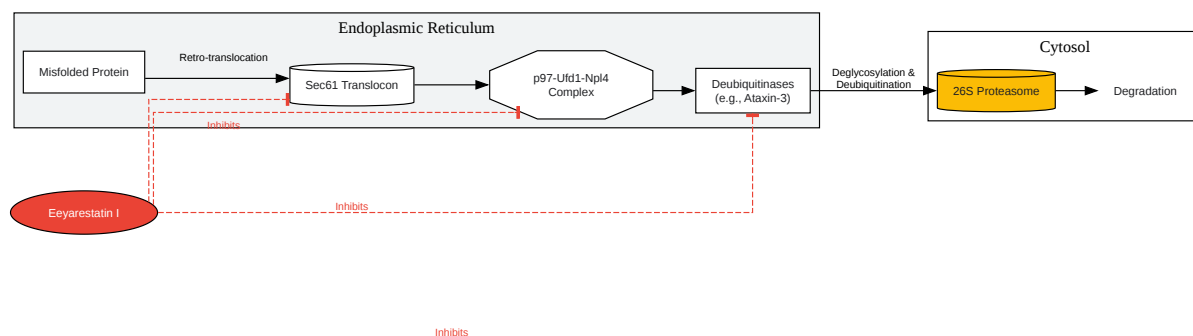 Endoplasmic Reticulum
Cytosol
Retro-translocation
Misfolded Protein
Sec61 Translocon
p97-Ufd1-Npl4
Complex
Deubiquitinases
(e.g., Ataxin-3)
Deglycosylation &
Deubiquitination
26S Proteasome
Degradation
Inhibits
Eeyarestatin I
Inhibits
Inhibits